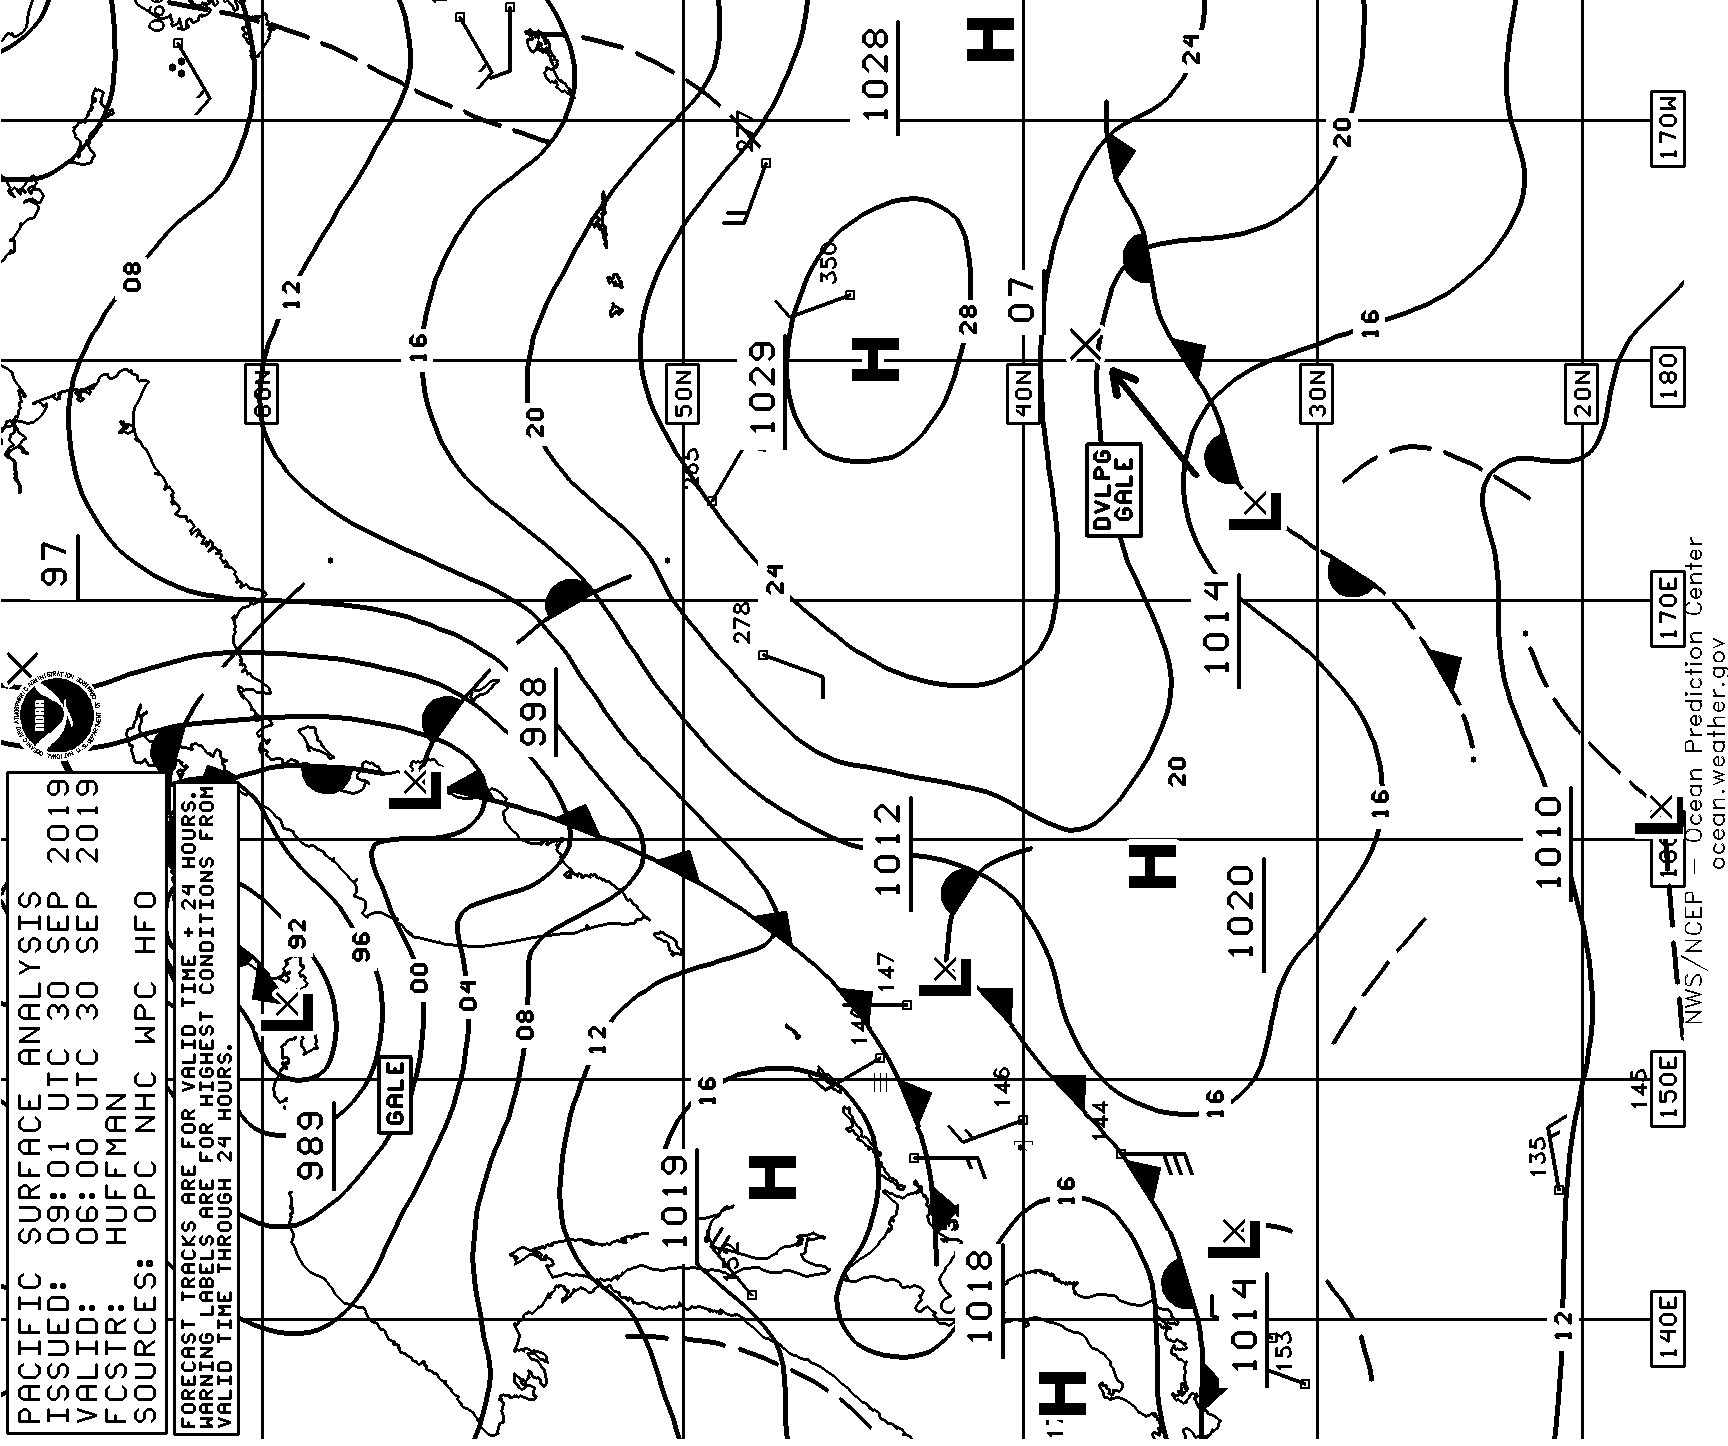 PACIFIC SURFACE ANALYSIS
ISSUED: 09:01 UTC 30 SEP 2019
VALID: 06:00 UTC 30 SEP 2019
FCSTR: HUFFMAN
SOURCES: OPC NHC WPC HFO
FORECAST TRACKS ARE FOR VALID TIME + 24 HOURS.
WARNING LABELS ARE FOR HIGHEST CONDITIONS FROM
VALID TIME THROUGH 24 HOURS.
97
08
12
16
20
24
28
1028
H
24
20
16
277
350
1029
H
07
265
278
60N
50N
40N
30N
20N
170W
180
170E
150E
140E
DVLPG
GALE
L
1014
998
L
92
96
00
04
08
12
16
L
989
GALE
1012
L
147
146
144
H
1020
20
16
16
1010
L
1019
H
1018
H
16
L
1014
153
135
145
12
NWS/NCEP - Ocean Prediction Center
ocean.weather.gov